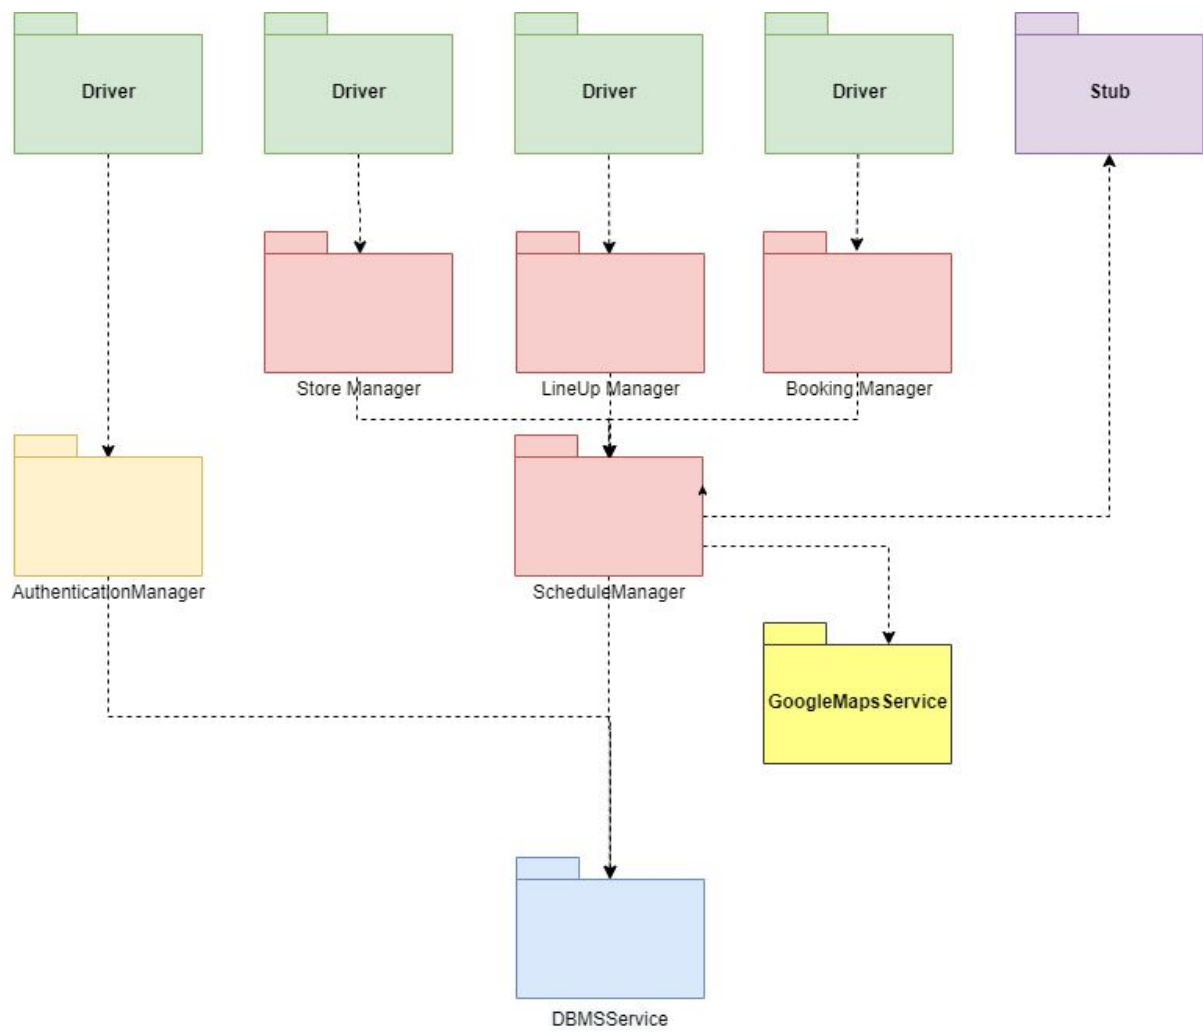 Driver
Driver
Driver
Driver
Stub
Store Manager
LineUp Manager
Booking Manager
AuthenticationManager
ScheduleManager
GoogleMapsService
DBMSService